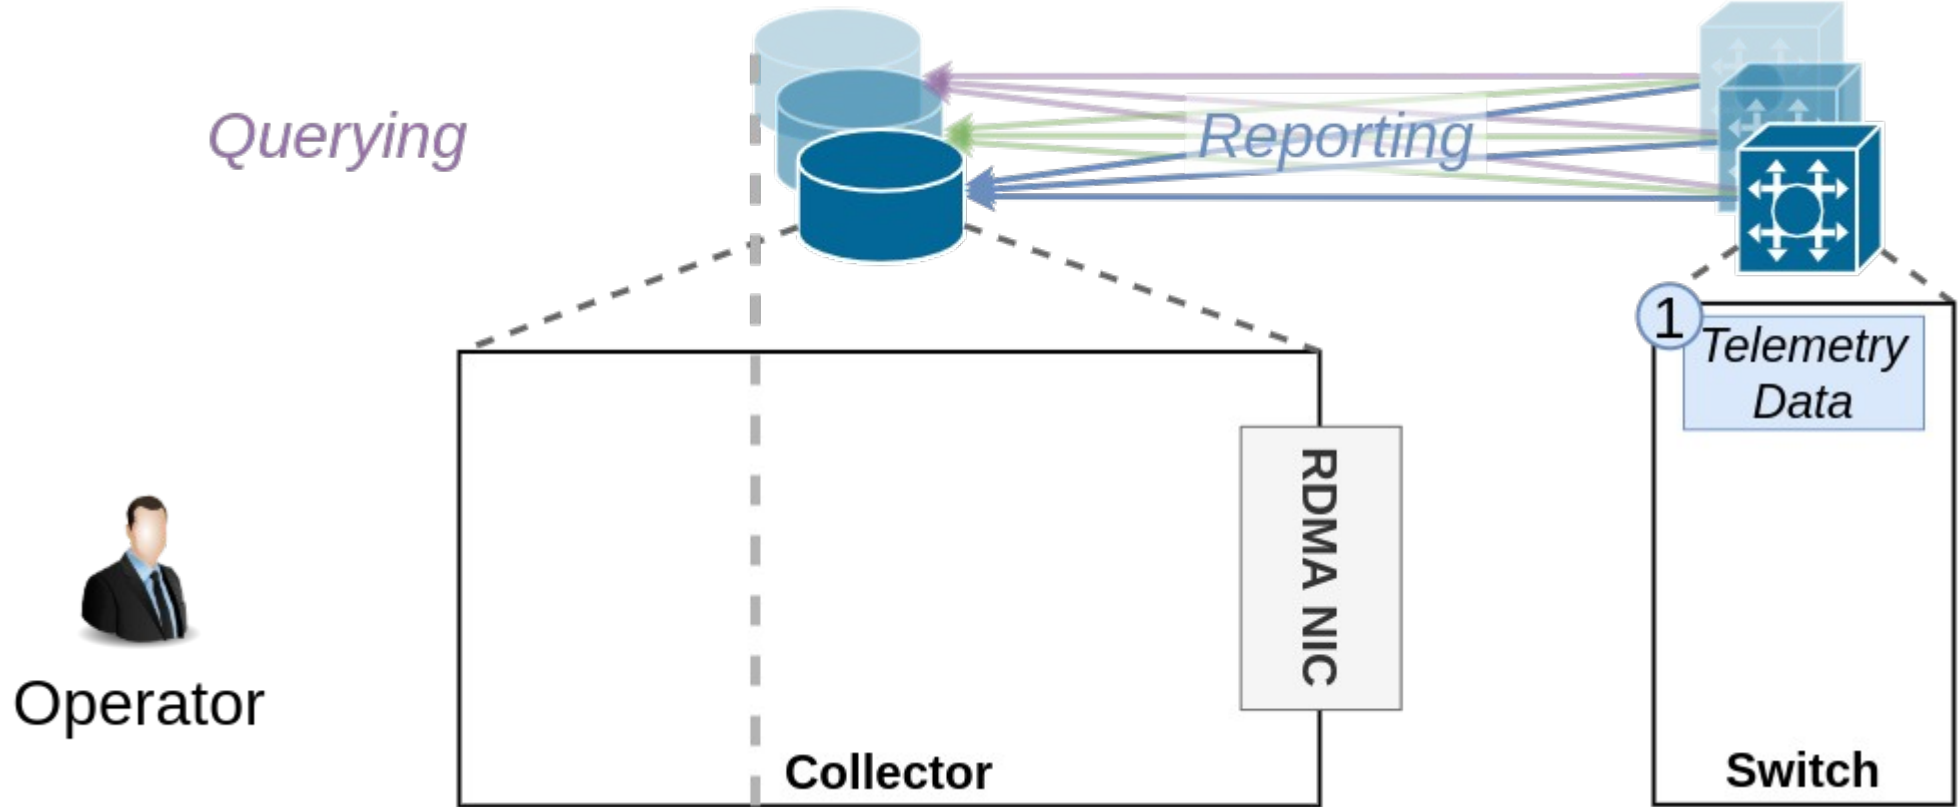 Querying
Reporting
1
Telemetry
Data
RDMA NIC
Operator
Collector
Switch